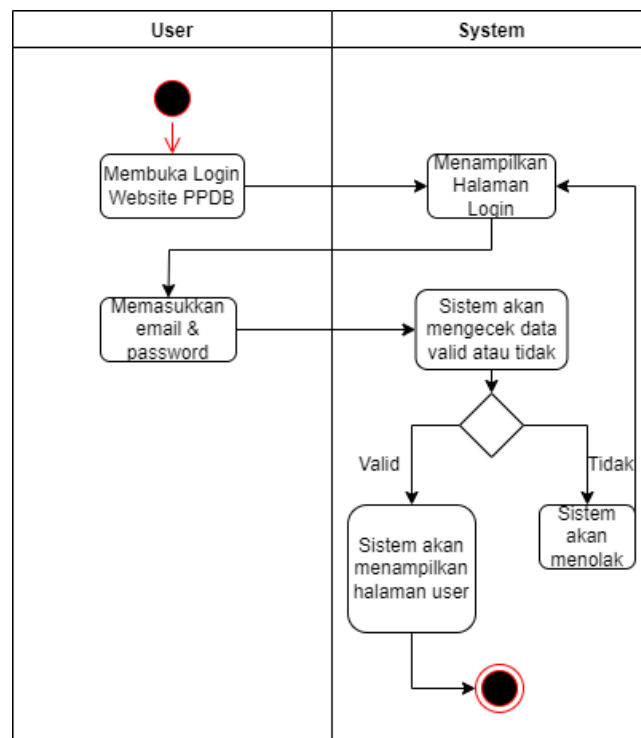 User
System
Membuka Login
Website PPDB
Menampilkan
Halaman
Login
Memasukkan
email &
password
Sistem akan
mengecek data
valid atau tidak
Valid
Tidak
Sistem akan
menampilkan
halaman user
Sistem
akan
menolak